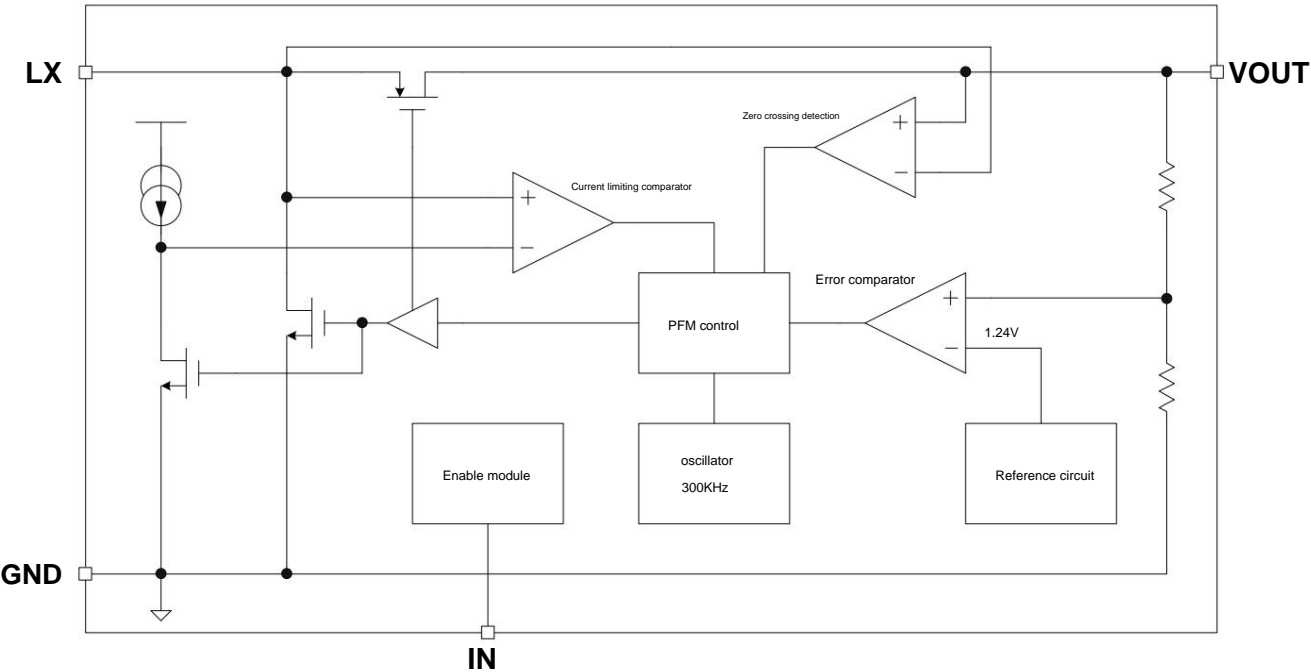 LX
VOUT
Zero crossing detection
+
−
Current limiting comparator
+
−
Error comparator
+
1.24V
−
PFM control
Enable module
oscillator
300KHz
Reference circuit
GND
IN